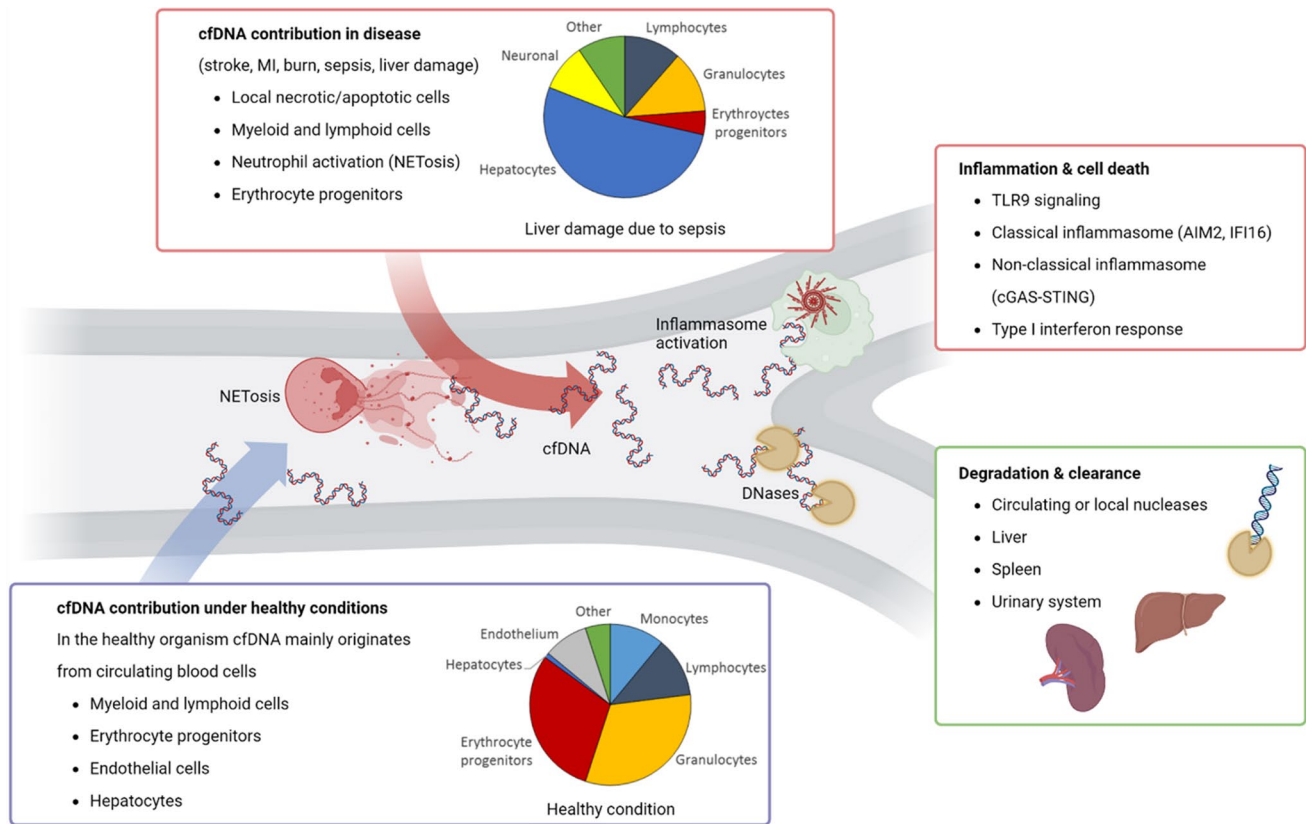 cfDNA contribution in disease
(stroke, MI, burn, sepsis, liver damage)
• Local necrotic/apoptotic cells
• Myeloid and lymphoid cells
• Neutrophil activation (NETosis)
• Erythrocyte progenitors
Other
Lymphocytes
Neuronal
Granulocytes
Erythroyctes
progenitors
Hepatocytes
Liver damage due to sepsis
Inflammation & cell death
• TLR9 signaling
• Classical inflammasome (AIM2, IFI16)
• Non-classical inflammasome
(cGAS-STING)
• Type I interferon response
Inflammasome
activation
NETosis
cfDNA
DNases
Degradation & clearance
• Circulating or local nucleases
• Liver
• Spleen
• Urinary system
cfDNA contribution under healthy conditions
In the healthy organism cfDNA mainly originates
from circulating blood cells
• Myeloid and lymphoid cells
• Erythrocyte progenitors
• Endothelial cells
• Hepatocytes
Other
Monocytes
Endothelium
Hepatocytes
Lymphocytes
Erythrocyte
progenitors
Granulocytes
Healthy condition